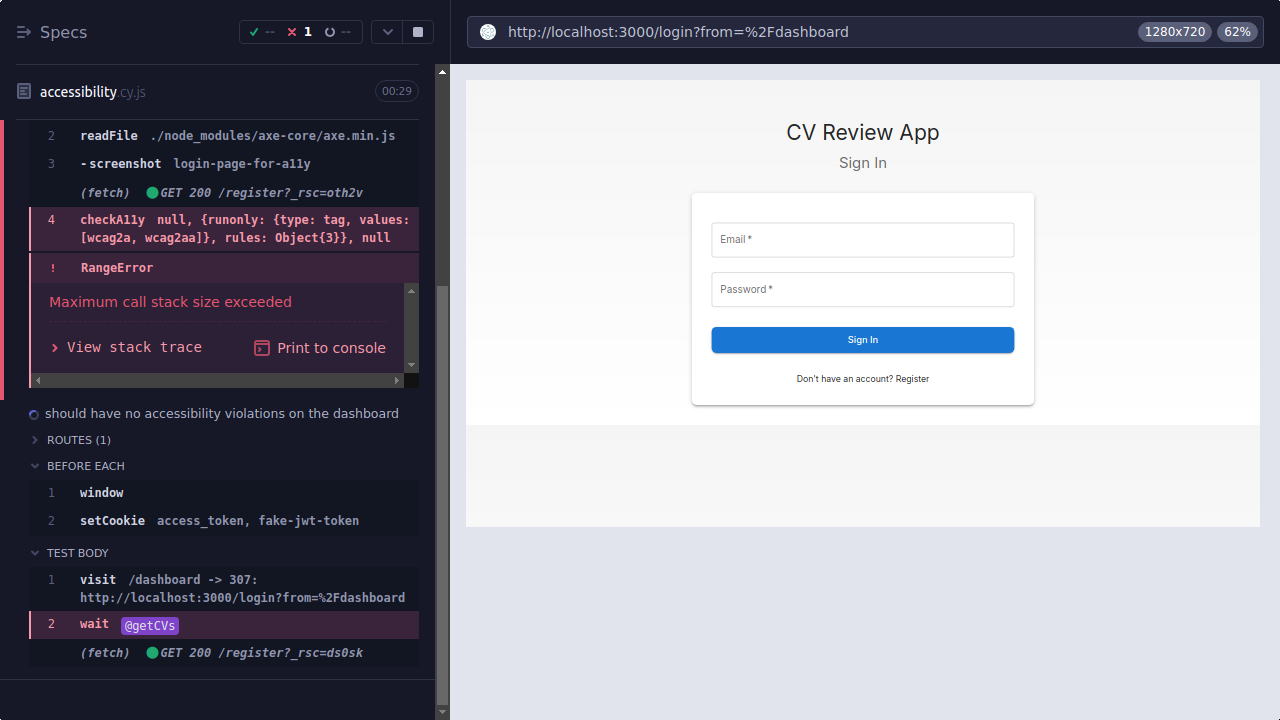 Specs
-- 1 --
http://localhost:3000/login?from=%2Fdashboard
1280x720
62%
accessibility.cy.js
00:29
2 readFile ./node_modules/axe-core/axe.min.js
3 -screenshot login-page-for-a11y
(fetch) GET 200 /register?_rsc=oth2v
4 checkA11y null, {runonly: {type: tag, values:
[wcag2a, wcag2aa]}, rules: Object{3}}, null
! RangeError
Maximum call stack size exceeded
View stack trace
Print to console
should have no accessibility violations on the dashboard
ROUTES (1)
BEFORE EACH
1 window
2 setCookie access_token, fake-jwt-token
TEST BODY
1 visit /dashboard -> 307:
http://localhost:3000/login?from=%2Fdashboard
2 wait @getCVs
(fetch) GET 200 /register?_rsc=ds0sk
CV Review App
Sign In
Email *
Password *
Sign In
Don't have an account? Register